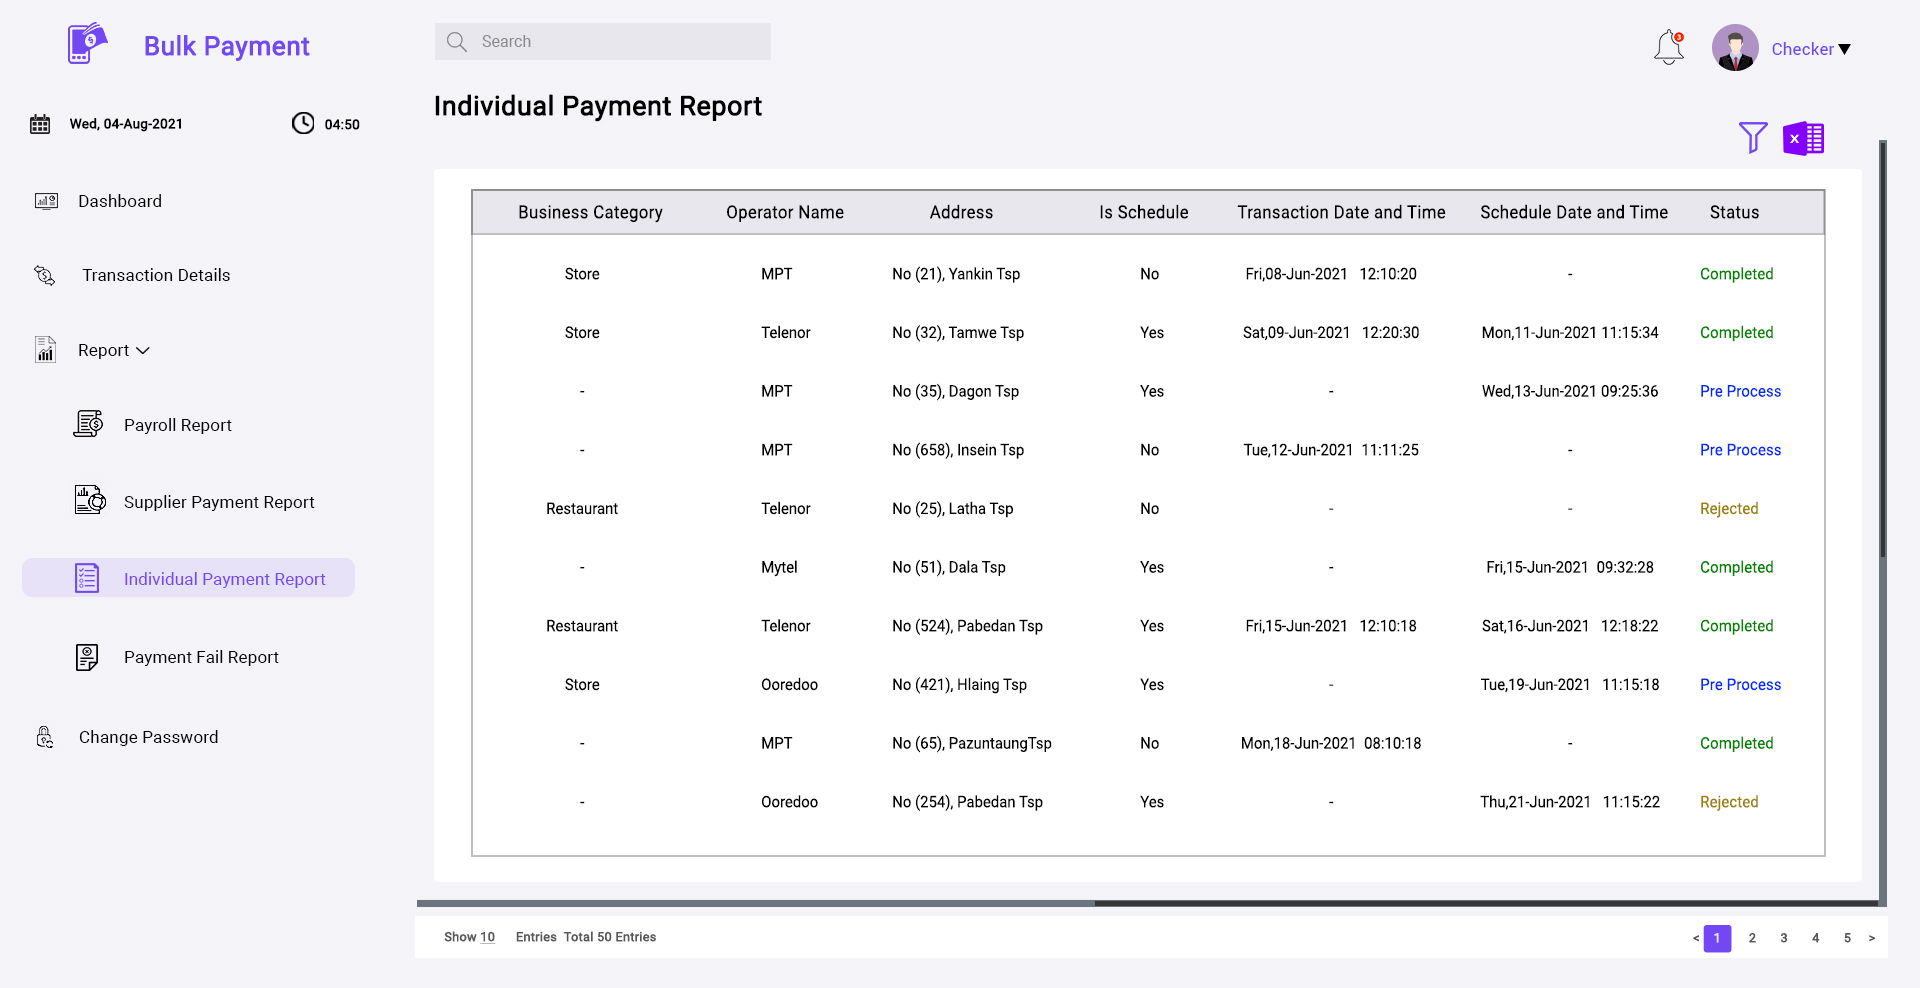 Bulk Payment
Search
3
Checker
Wed, 04-Aug-2021 04:50
Individual Payment Report
Dashboard
Transaction Details
Report
Payroll Report
Supplier Payment Report
Individual Payment Report
Payment Fail Report
Change Password
X
Business Category Operator Name Address Is Schedule Transaction Date and Time Schedule Date and Time Status
Store MPT No (21), Yankin Tsp No Fri,08-Jun-2021 12:10:20 - Completed
Store Telenor No (32), Tamwe Tsp Yes Sat,09-Jun-2021 12:20:30 Mon,11-Jun-2021 11:15:34 Completed
- MPT No (35), Dagon Tsp Yes - Wed,13-Jun-2021 09:25:36 Pre Process
- MPT No (658), Insein Tsp No Tue,12-Jun-2021 11:11:25 - Pre Process
Restaurant Telenor No (25), Latha Tsp No - - Rejected
- Mytel No (51), Dala Tsp Yes - Fri,15-Jun-2021 09:32:28 Completed
Restaurant Telenor No (524), Pabedan Tsp Yes Fri,15-Jun-2021 12:10:18 Sat,16-Jun-2021 12:18:22 Completed
Store Ooredoo No (421), Hlaing Tsp Yes - Tue,19-Jun-2021 11:15:18 Pre Process
- MPT No (65), PazuntaungTsp No Mon,18-Jun-2021 08:10:18 - Completed
- Ooredoo No (254), Pabedan Tsp Yes - Thu,21-Jun-2021 11:15:22 Rejected
Show 10 Entries Total 50 Entries
< 1 2 3 4 5 >